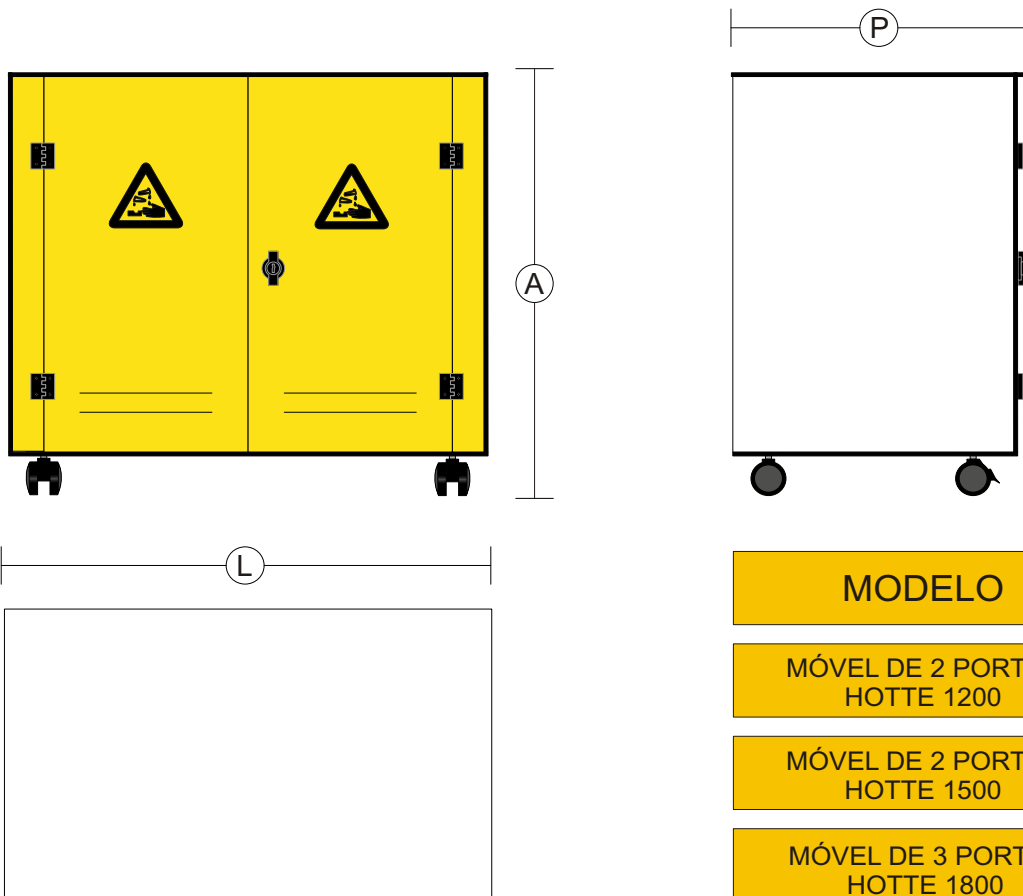 P
A
L
MODELO
MÓVEL DE 2 PORT
HOTTE 1200
MÓVEL DE 2 PORT
HOTTE 1500
MÓVEL DE 3 PORT
HOTTE 1800